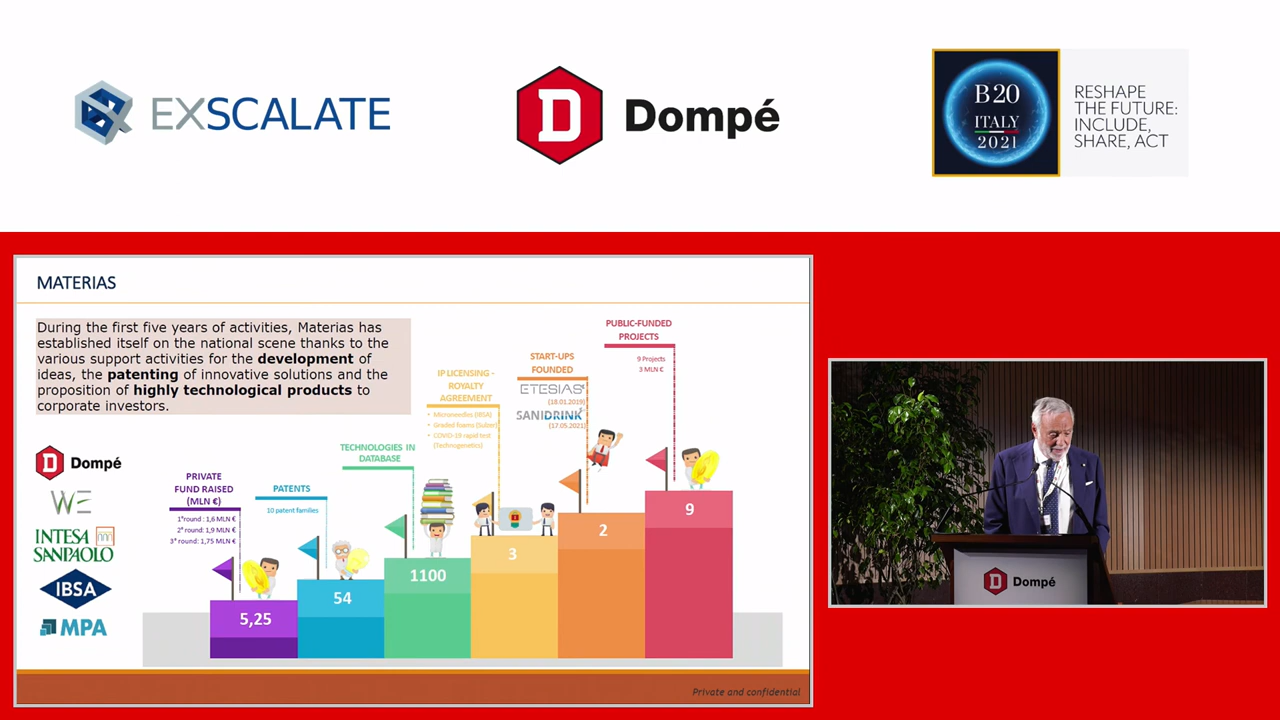 EXSCALATE
Dompé
B20
ITALY
2021
RESHAPE
THE FUTURE:
INCLUDE,
SHARE, ACT
MATERIAS
During the first five years of activities, Materias has
established itself on the national scene thanks to the
various support activities for the development of
ideas, the patenting of innovative solutions and the
proposition of highly technological products to
corporate investors.
Dompé
WE
INTESA
SANPAOLO
IBSA
MPA
PRIVATE
FUND RAISED
(MLN €)
1°round : 1,6 MLN €
2° round: 1,9 MLN €
3° round: 1,75 MLN €
5,25
PATENTS
10 patent families
54
TECHNOLOGIES IN
DATABASE
1100
IP LICENSING -
ROYALTY
AGREEMENT
• Microneedles (IBSA)
• Graded foams (Sulzer)
• COVID-19 rapid test
(Technogenetics)
3
START-UPS
FOUNDED
ETESIAS
(18.01.2019)
SANIDRINK
(17.05.2021)
2
PUBLIC-FUNDED
PROJECTS
9 Projects
3 MLN €
9
Private and confidential
Dompé